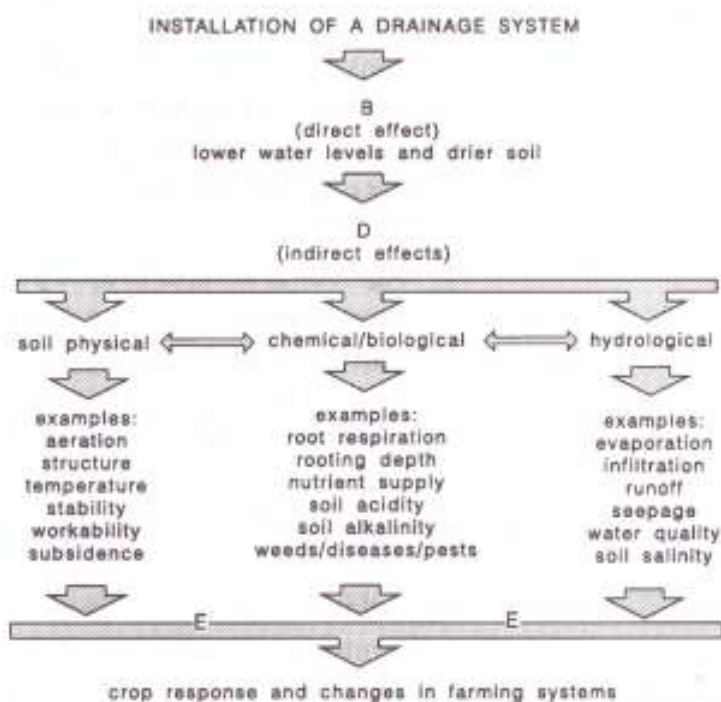 INSTALLATION OF A DRAINAGE SYSTEM
B
(direct effect)
lower water levels and drier soil
D
(indirect effects)
soil physical
chemical/biological
hydrological
examples:
aeration
structure
temperature
stability
workability
subsidence
examples:
root respiration
rooting depth
nutrient supply
soil acidity
soil alkalinity
weeds/diseases/pests
examples:
evaporation
infiltration
runoff
seepage
water quality
soil salinity
E
E
crop response and changes in farming systems